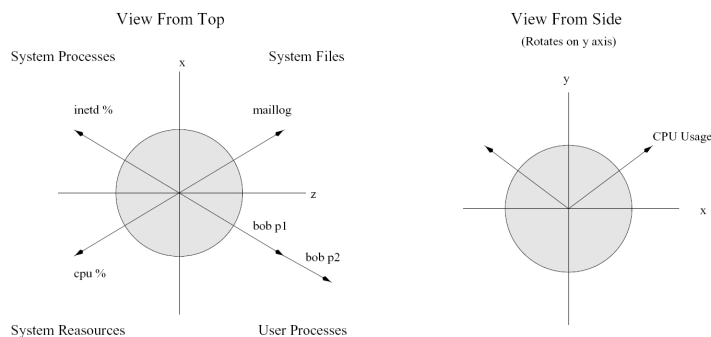 View From Top
System Processes
System Files
x
inetd %
maillog
z
bob p1
bob p2
cpu %
System Reasources
User Processes
View From Side
(Rotates on y axis)
y
CPU Usage
x